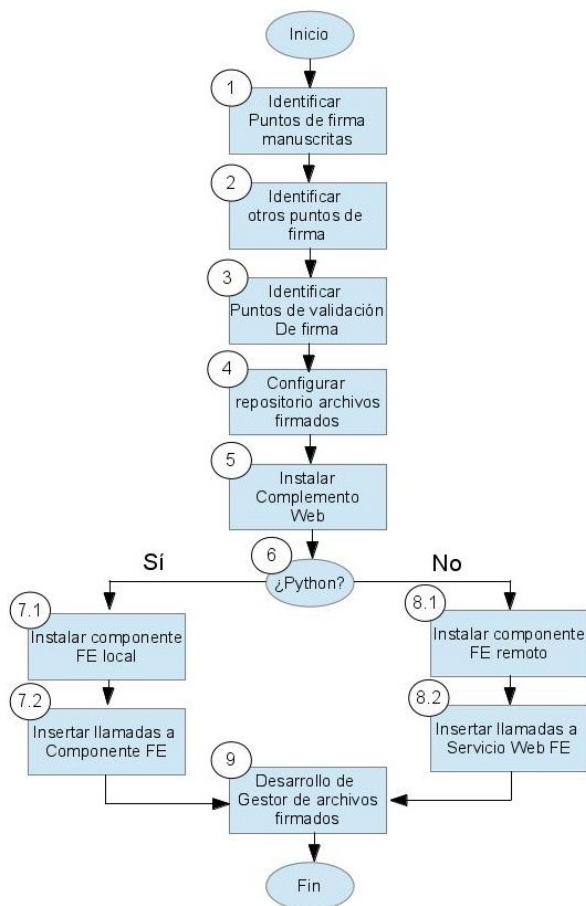 Inicio
1
Identificar
Puntos de firma
manuscritas
2
Identificar
otros puntos de
firma
3
Identificar
Puntos de validación
De firma
4
Configurar
repositorio archivos
firmados
5
Instalar
Complemento
Web
6
¿Python?
Sí
No
7.1
Instalar componente
FE local
7.2
Insertar llamadas a
Componente FE
8.1
Instalar componente
FE remoto
8.2
Insertar llamadas a
Servicio Web FE
9
Desarrollo de
Gestor de archivos
firmados
Fin